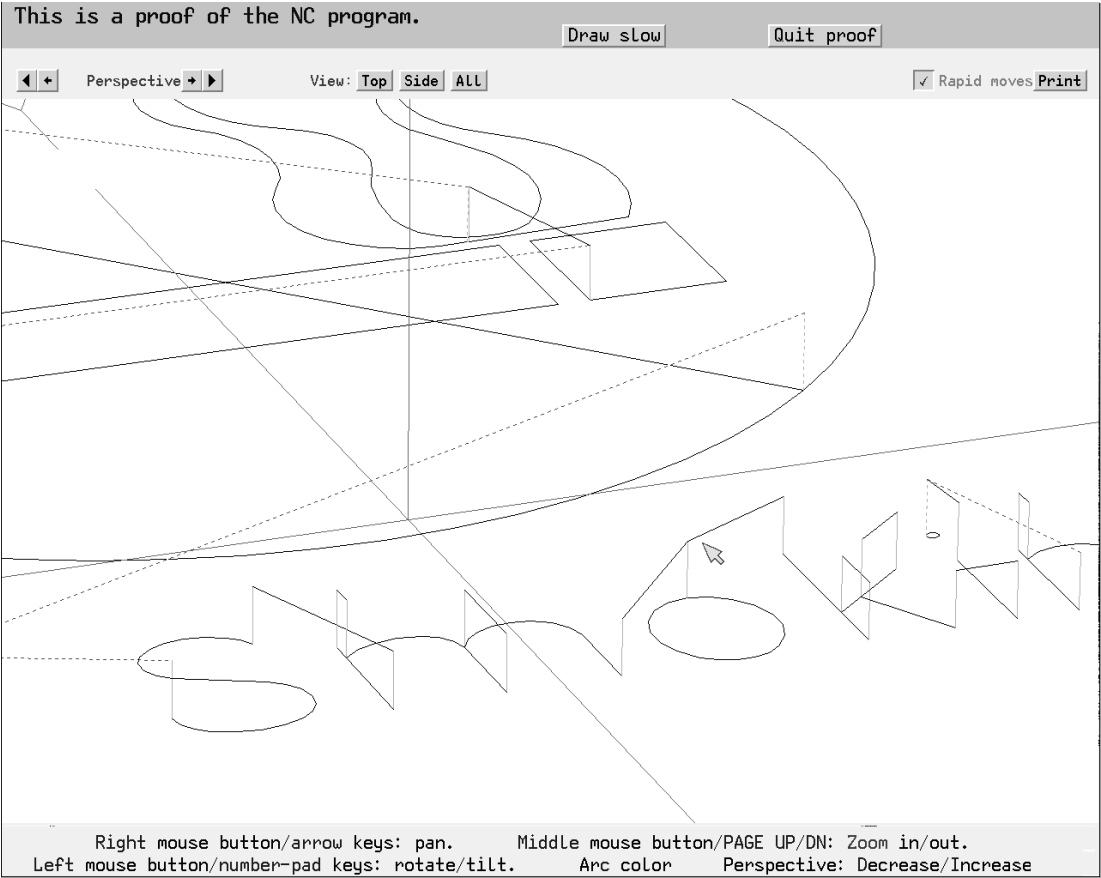 This is a proof of the NC program.
Draw slow Quit proof
Perspective View: Top Side All ✓ Rapid moves Print
Right mouse button/arrow keys: pan. Middle mouse button/PAGE UP/DN: Zoom in/out.
Left mouse button/number-pad keys: rotate/tilt. Arc color Perspective: Decrease/Increase